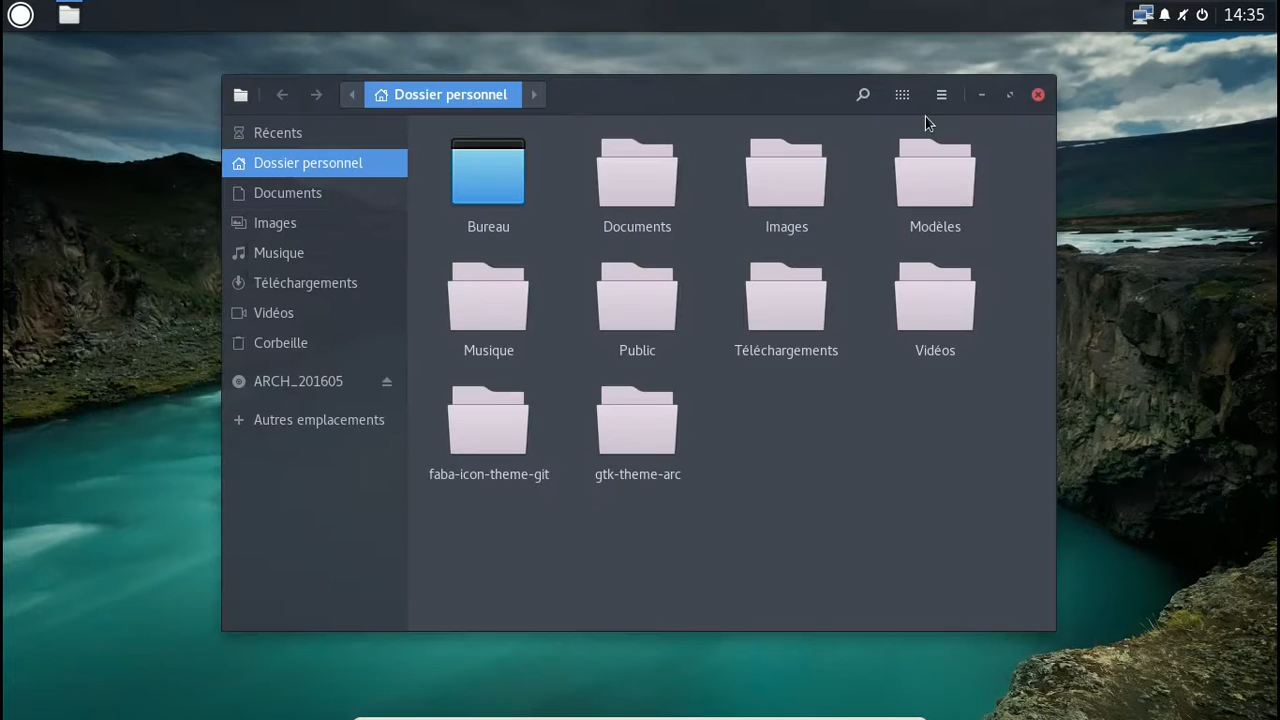 14:35
Dossier personnel
Récents
Dossier personnel
Documents
Images
Musique
Téléchargements
Vidéos
Corbeille
ARCH_201605
Autres emplacements
Bureau
Documents
Images
Modèles
Musique
Public
Téléchargements
Vidéos
faba-icon-theme-git
gtk-theme-arc